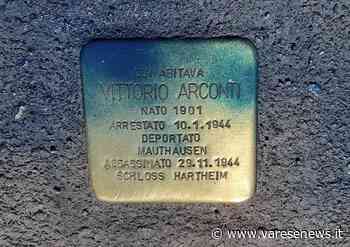 QUI ABITAVA
VITTORIO ARCONTI
NATO 1901
ARRESTATO 10.1.1944
DEPORTATO
MAUTHAUSEN
ASSASSINATO 29.11.1944
SCHLOSS HARTHEIM
© www.varesenews.it